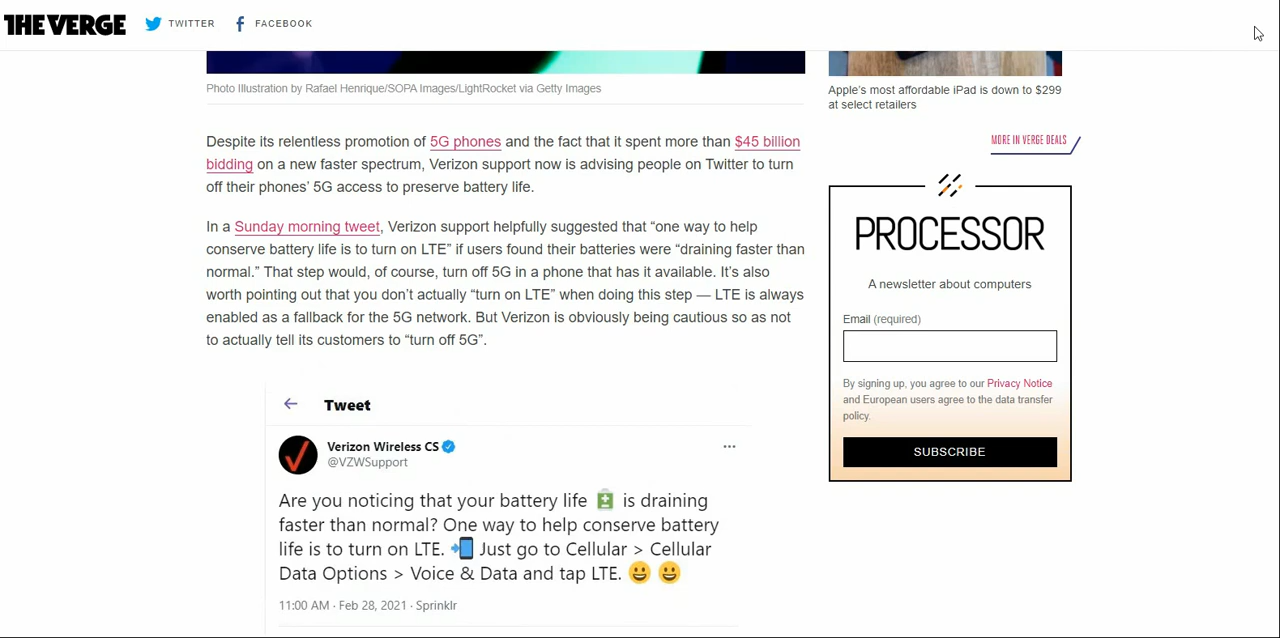 THE VERGE TWITTER FACEBOOK
Photo Illustration by Rafael Henrique/SOPA Images/LightRocket via Getty Images
Despite its relentless promotion of 5G phones and the fact that it spent more than $45 billion
bidding on a new faster spectrum, Verizon support now is advising people on Twitter to turn
off their phones’ 5G access to preserve battery life.
In a Sunday morning tweet, Verizon support helpfully suggested that “one way to help
conserve battery life is to turn on LTE” if users found their batteries were “draining faster than
normal.” That step would, of course, turn off 5G in a phone that has it available. It’s also
worth pointing out that you don’t actually “turn on LTE” when doing this step — LTE is always
enabled as a fallback for the 5G network. But Verizon is obviously being cautious so as not
to actually tell its customers to “turn off 5G”.
Tweet
Verizon Wireless CS
@VZWSupport
Are you noticing that your battery life 🔋 is draining
faster than normal? One way to help conserve battery
life is to turn on LTE. 📲 Just go to Cellular > Cellular
Data Options > Voice & Data and tap LTE. 😀 😀
11:00 AM · Feb 28, 2021 · Sprinklr
Apple’s most affordable iPad is down to $299
at select retailers
MORE IN VERGE DEALS
PROCESSOR
A newsletter about computers
Email (required)
By signing up, you agree to our Privacy Notice
and European users agree to the data transfer
policy.
SUBSCRIBE